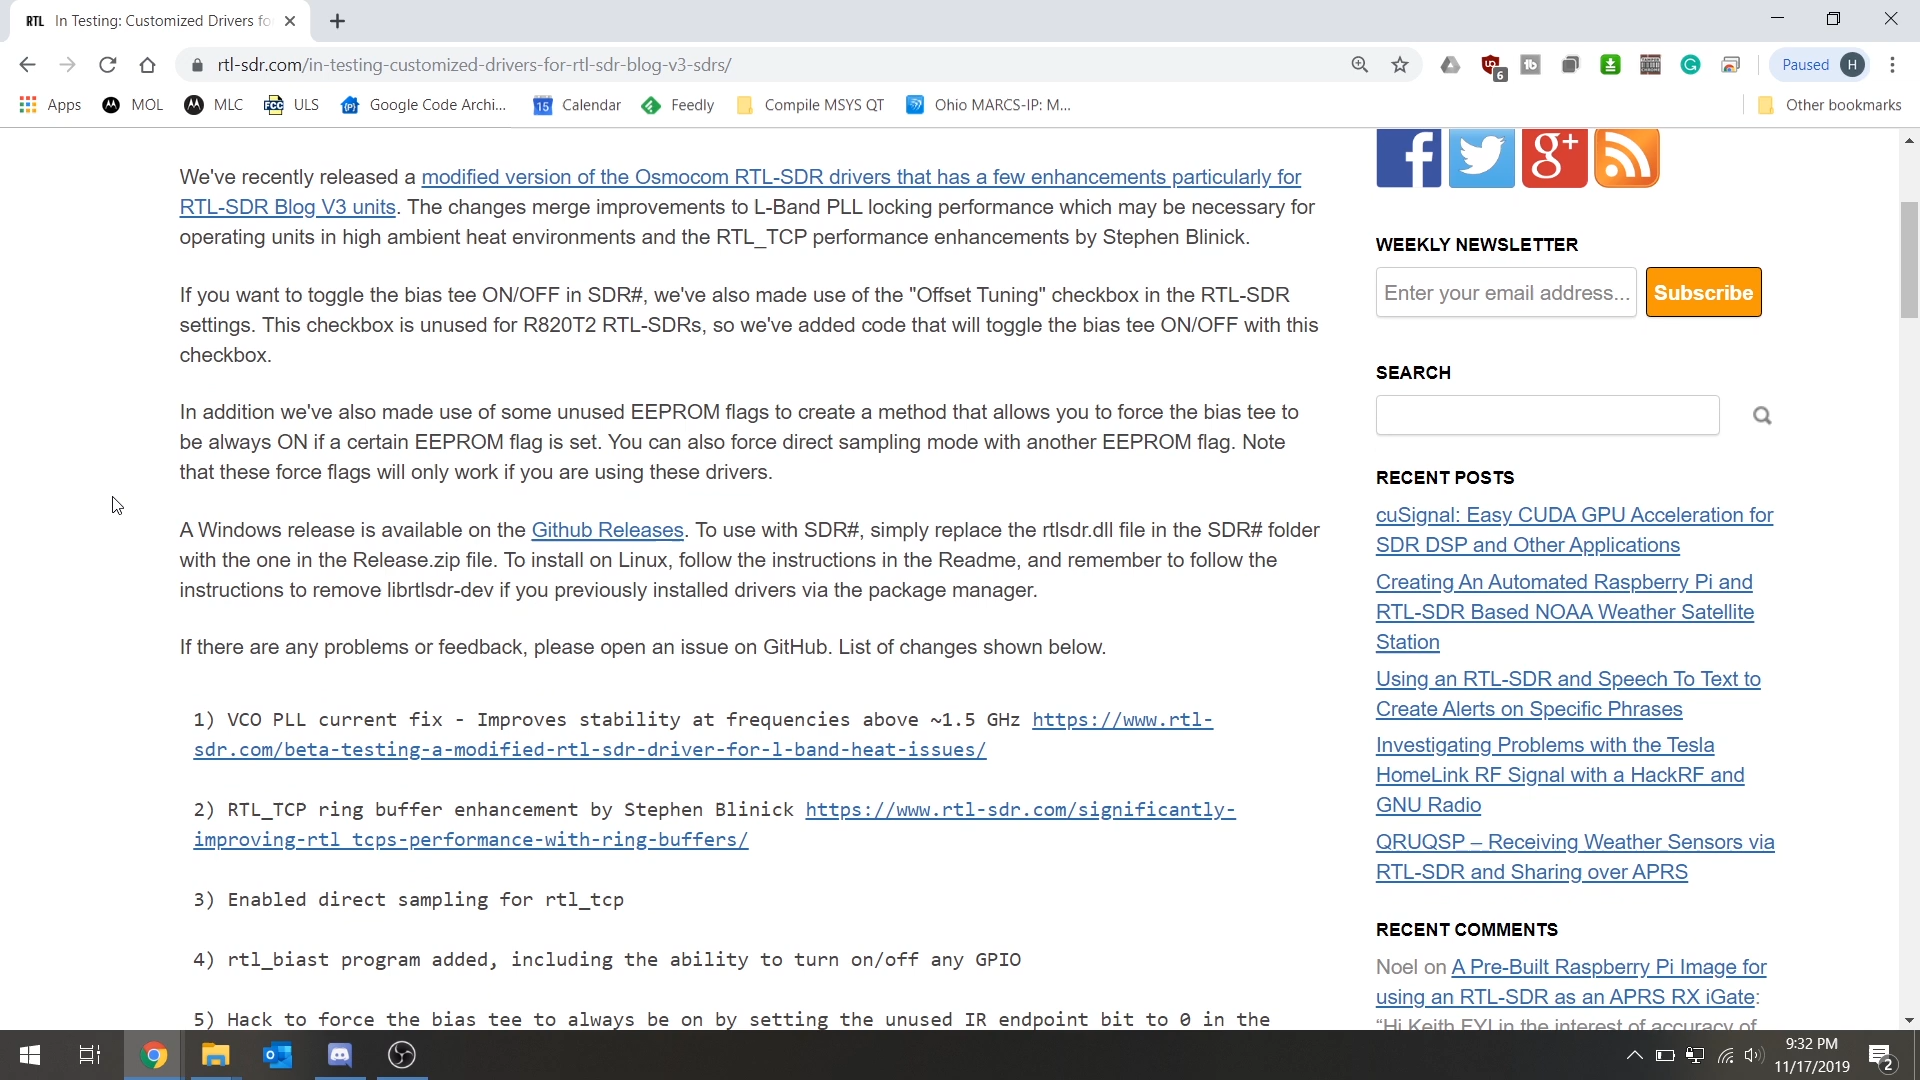 RTL In Testing: Customized Drivers fo
rtl-sdr.com/in-testing-customized-drivers-for-rtl-sdr-blog-v3-sdrs/
6
Paused H
Apps MOL MLC FCC ULS Google Code Archi... 15 Calendar Feedly Compile MSYS QT Ohio MARCS-IP: M... Other bookmarks
We've recently released a modified version of the Osmocom RTL-SDR drivers that has a few enhancements particularly for
RTL-SDR Blog V3 units. The changes merge improvements to L-Band PLL locking performance which may be necessary for
operating units in high ambient heat environments and the RTL_TCP performance enhancements by Stephen Blinick.
If you want to toggle the bias tee ON/OFF in SDR#, we've also made use of the "Offset Tuning" checkbox in the RTL-SDR
settings. This checkbox is unused for R820T2 RTL-SDRs, so we've added code that will toggle the bias tee ON/OFF with this
checkbox.
In addition we've also made use of some unused EEPROM flags to create a method that allows you to force the bias tee to
be always ON if a certain EEPROM flag is set. You can also force direct sampling mode with another EEPROM flag. Note
that these force flags will only work if you are using these drivers.
A Windows release is available on the Github Releases. To use with SDR#, simply replace the rtlsdr.dll file in the SDR# folder
with the one in the Release.zip file. To install on Linux, follow the instructions in the Readme, and remember to follow the
instructions to remove librtlsdr-dev if you previously installed drivers via the package manager.
If there are any problems or feedback, please open an issue on GitHub. List of changes shown below.
1) VCO PLL current fix - Improves stability at frequencies above ~1.5 GHz https://www.rtl-
sdr.com/beta-testing-a-modified-rtl-sdr-driver-for-l-band-heat-issues/
2) RTL_TCP ring buffer enhancement by Stephen Blinick https://www.rtl-sdr.com/significantly-
improving-rtl_tcps-performance-with-ring-buffers/
3) Enabled direct sampling for rtl_tcp
4) rtl_biast program added, including the ability to turn on/off any GPIO
5) Hack to force the bias tee to always be on by setting the unused IR endpoint bit to 0 in the
WEEKLY NEWSLETTER
Enter your email address... Subscribe
SEARCH
RECENT POSTS
cuSignal: Easy CUDA GPU Acceleration for
SDR DSP and Other Applications
Creating An Automated Raspberry Pi and
RTL-SDR Based NOAA Weather Satellite
Station
Using an RTL-SDR and Speech To Text to
Create Alerts on Specific Phrases
Investigating Problems with the Tesla
HomeLink RF Signal with a HackRF and
GNU Radio
QRUQSP – Receiving Weather Sensors via
RTL-SDR and Sharing over APRS
RECENT COMMENTS
Noel on A Pre-Built Raspberry Pi Image for
using an RTL-SDR as an APRS RX iGate:
“Hi Keith FYI in the interest of accuracy of
9:32 PM
11/17/2019
2